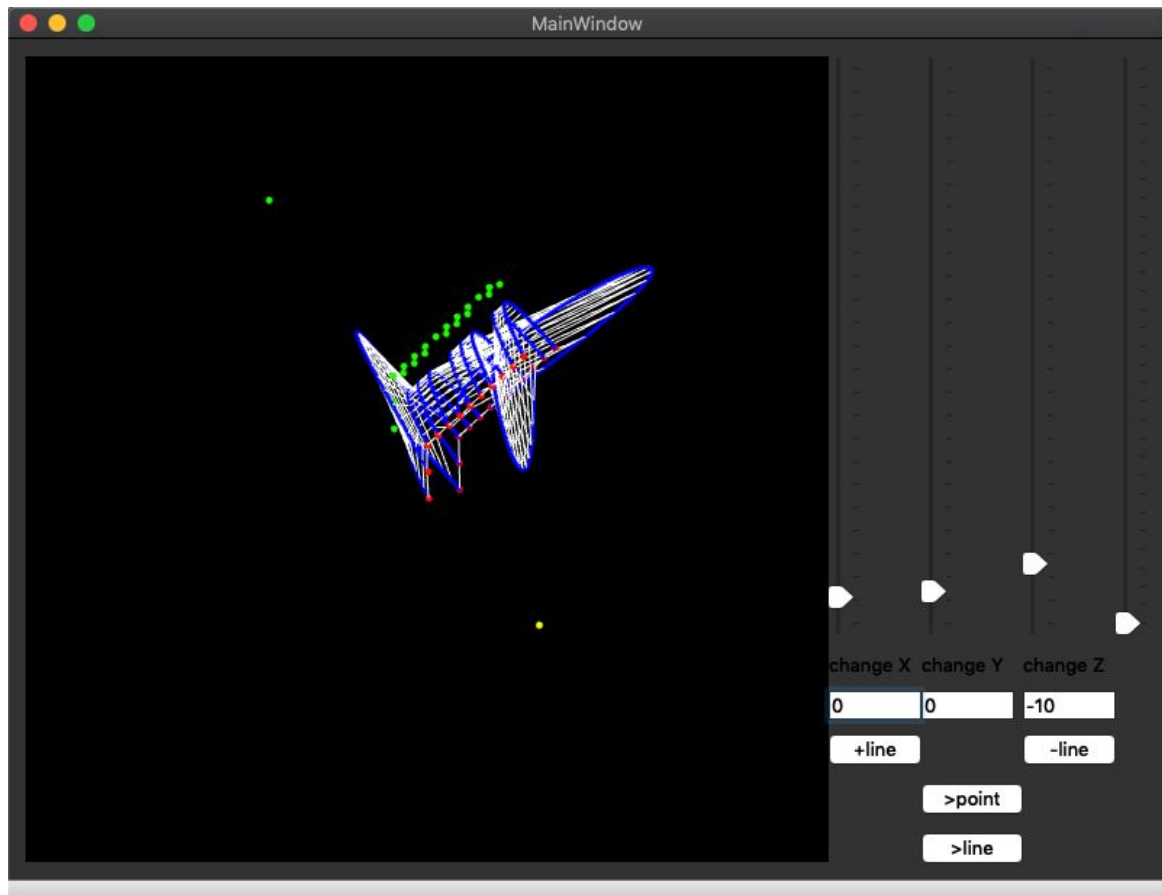 MainWindow
change X change Y change Z
0 0 -10
+line -line
>point
>line